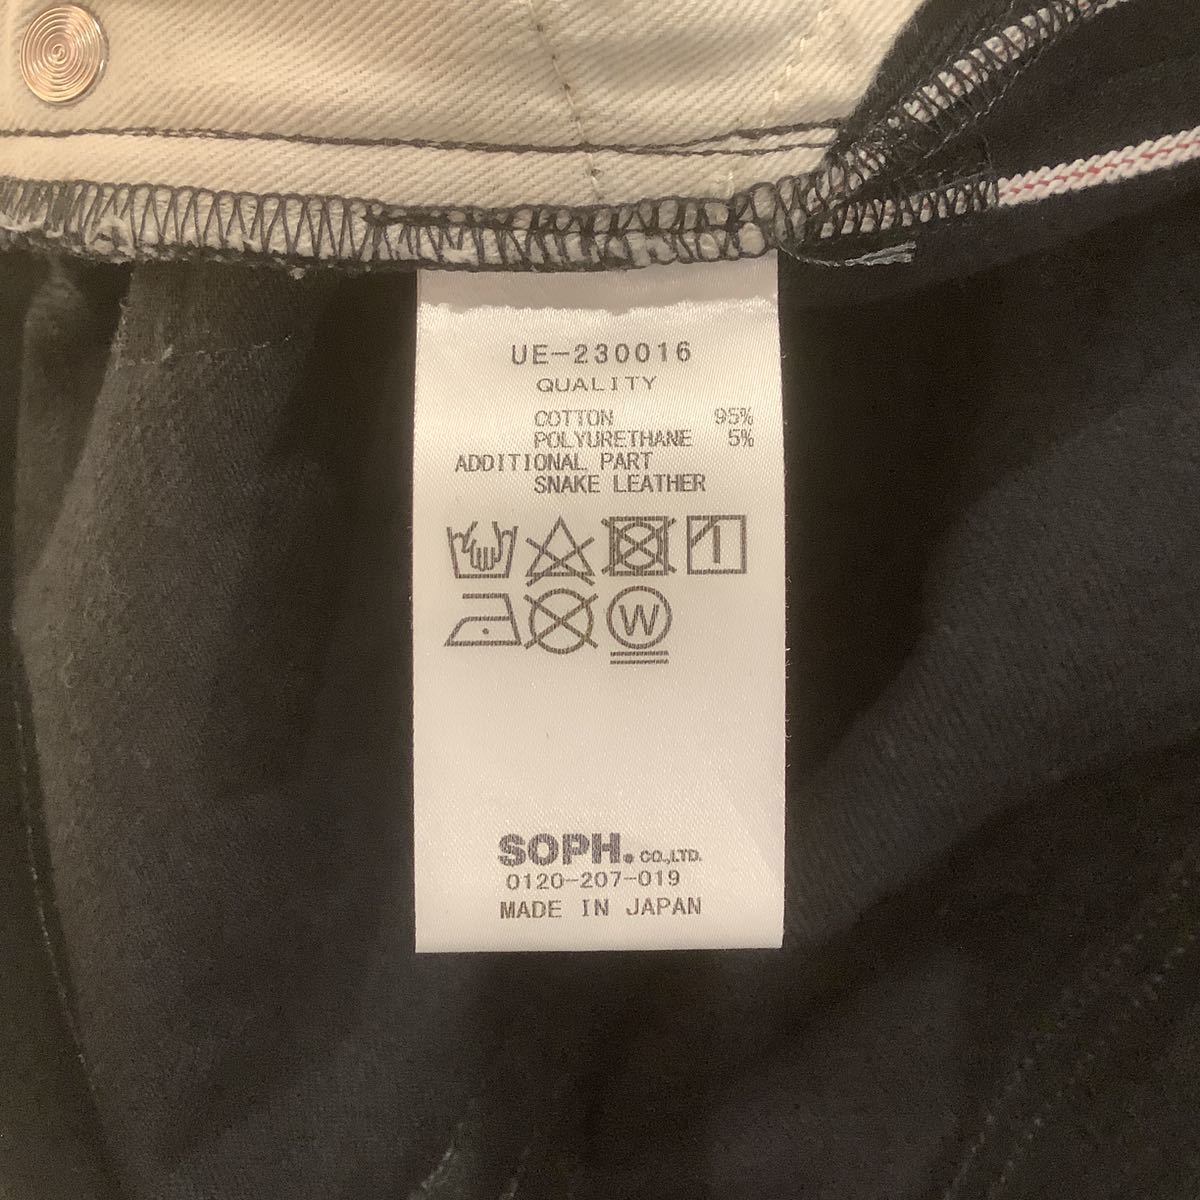 UE-230016
QUALITY
COTTON 95%
POLYURETHANE 5%
ADDITIONAL PART
SNAKE LEATHER
W
SOPH. CO.,LTD.
0120-207-019
MADE IN JAPAN